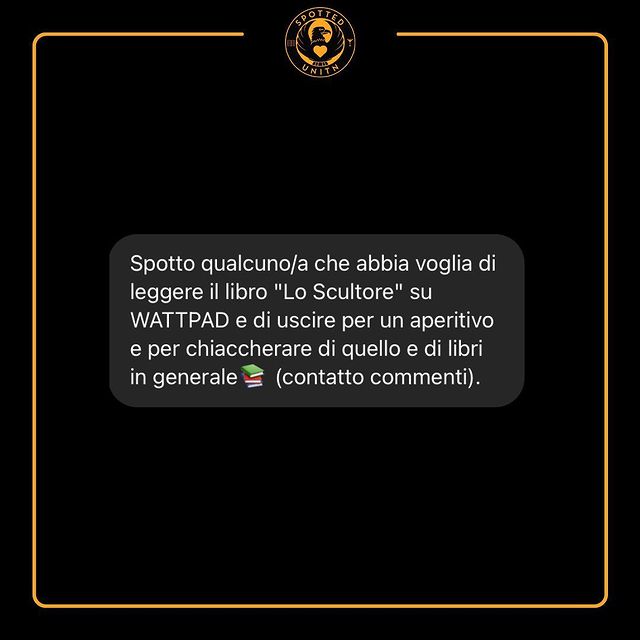 SPOTTED
UNITN
Spotto qualcuno/a che abbia voglia di
leggere il libro "Lo Scultore" su
WATTPAD e di uscire per un aperitivo
e per chiaccherare di quello e di libri
in generale📚 (contatto commenti).